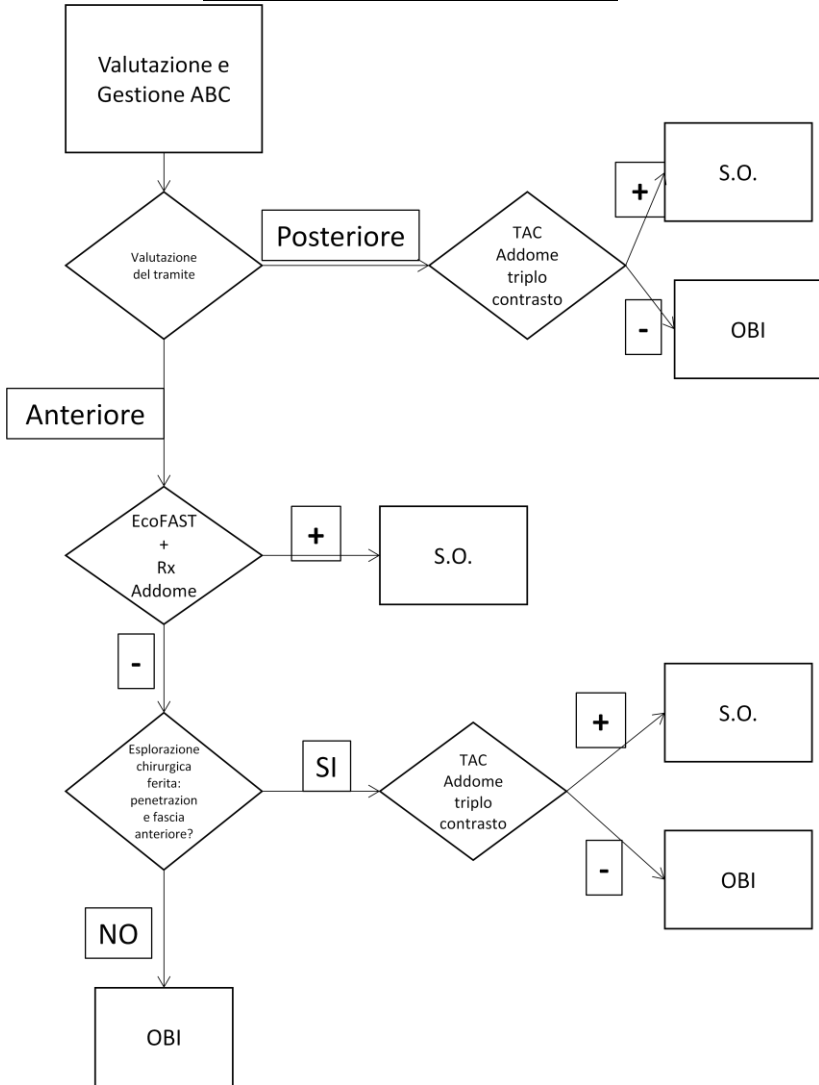 Valutazione e
Gestione ABC
Valutazione
del tramite
Posteriore
TAC
Addome
triplo
contrasto
+
S.O.
-
OBI
Anteriore
EcoFAST
+
Rx
Addome
+
S.O.
-
Esplorazione
chirurgica
ferita:
penetrazion
e fascia
anteriore?
SI
TAC
Addome
triplo
contrasto
+
S.O.
-
OBI
NO
OBI